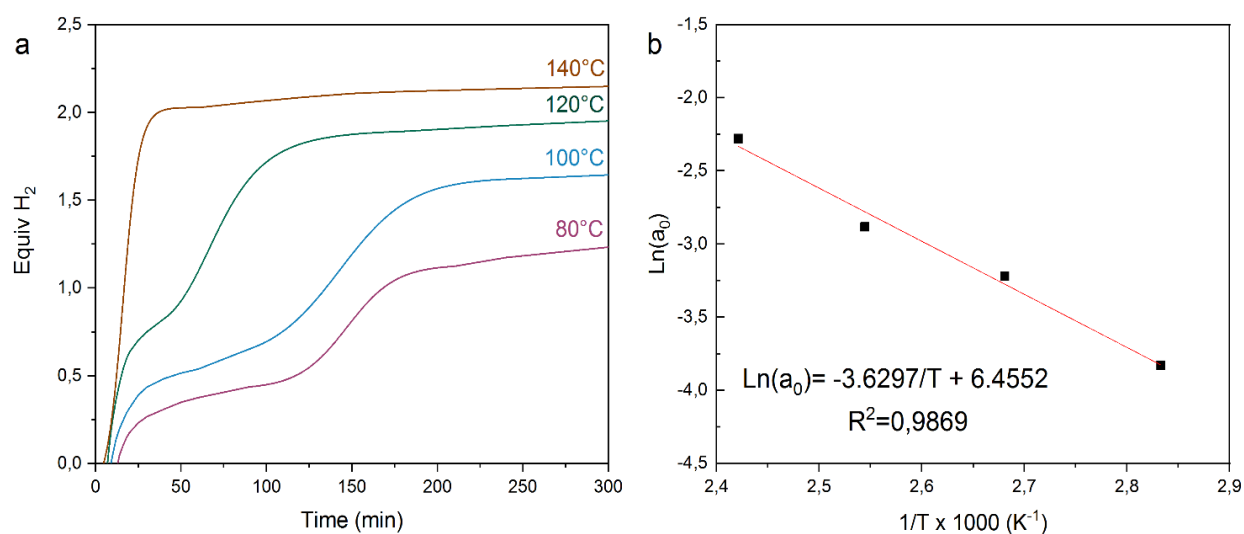 a
2,5
2,0
1,5
1,0
0,5
0,0
0
50
100
150
200
250
300
Equiv H₂
Time (min)
140°C
120°C
100°C
80°C
b
-1,5
-2,0
-2,5
-3,0
-3,5
-4,0
-4,5
2,4
2,5
2,6
2,7
2,8
2,9
Ln(a₀)
Ln(a₀)= -3.6297/T + 6.4552
R²=0,9869
1/T x 1000 (K⁻¹)